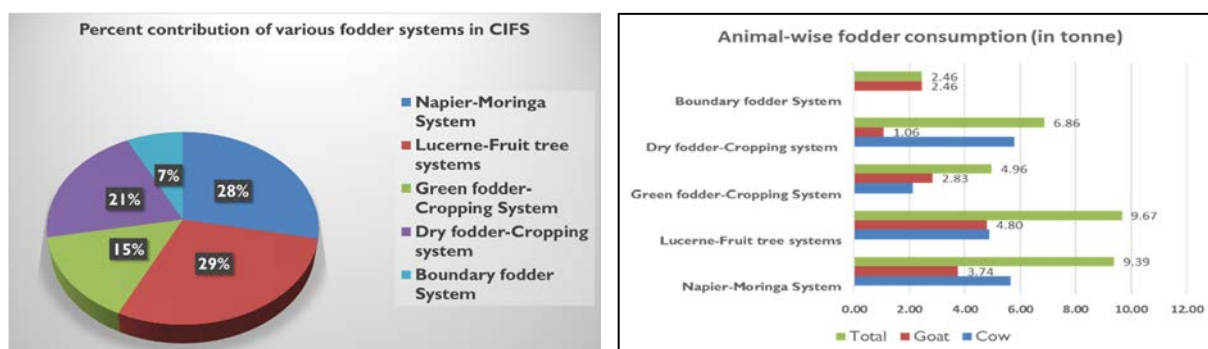 Percent contribution of various fodder systems in CIFS
7%
28%
21%
15%
29%
Napier-Moringa
System
Lucerne-Fruit tree
systems
Green fodder-
Cropping System
Dry fodder-Cropping
system
Boundary fodder
System
Animal-wise fodder consumption (in tonne)
Boundary fodder System
2.46
2.46
Dry fodder-Cropping system
6.86
1.06
Green fodder-Cropping System
4.96
2.83
Lucerne-Fruit tree systems
9.67
4.80
Napier-Moringa System
9.39
3.74
0.00 2.00 4.00 6.00 8.00 10.00 12.00
Total Goat Cow